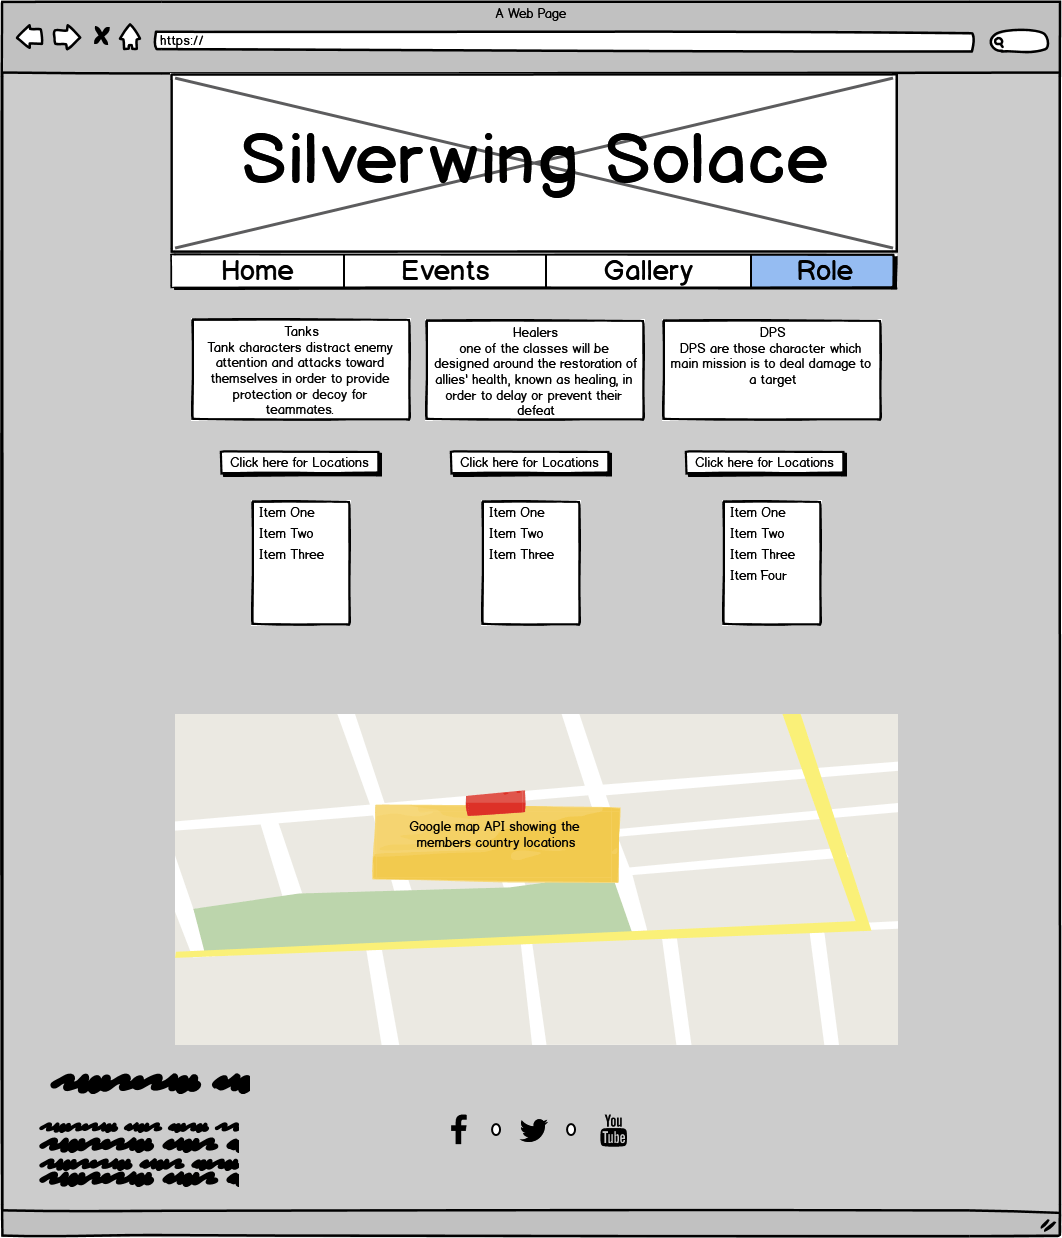 A Web Page
https://
Silverwing Solace
Home Events Gallery Role
Tanks
Tank characters distract enemy
attention and attacks toward
themselves in order to provide
protection or decoy for
teammates.
Healers
one of the classes will be
designed around the restoration of
allies' health, known as healing, in
order to delay or prevent their
defeat
DPS
DPS are those character which
main mission is to deal damage to
a target
Click here for Locations
Click here for Locations
Click here for Locations
Item One
Item Two
Item Three
Item One
Item Two
Item Three
Item One
Item Two
Item Three
Item Four
Google map API showing the
members country locations
You
Tube